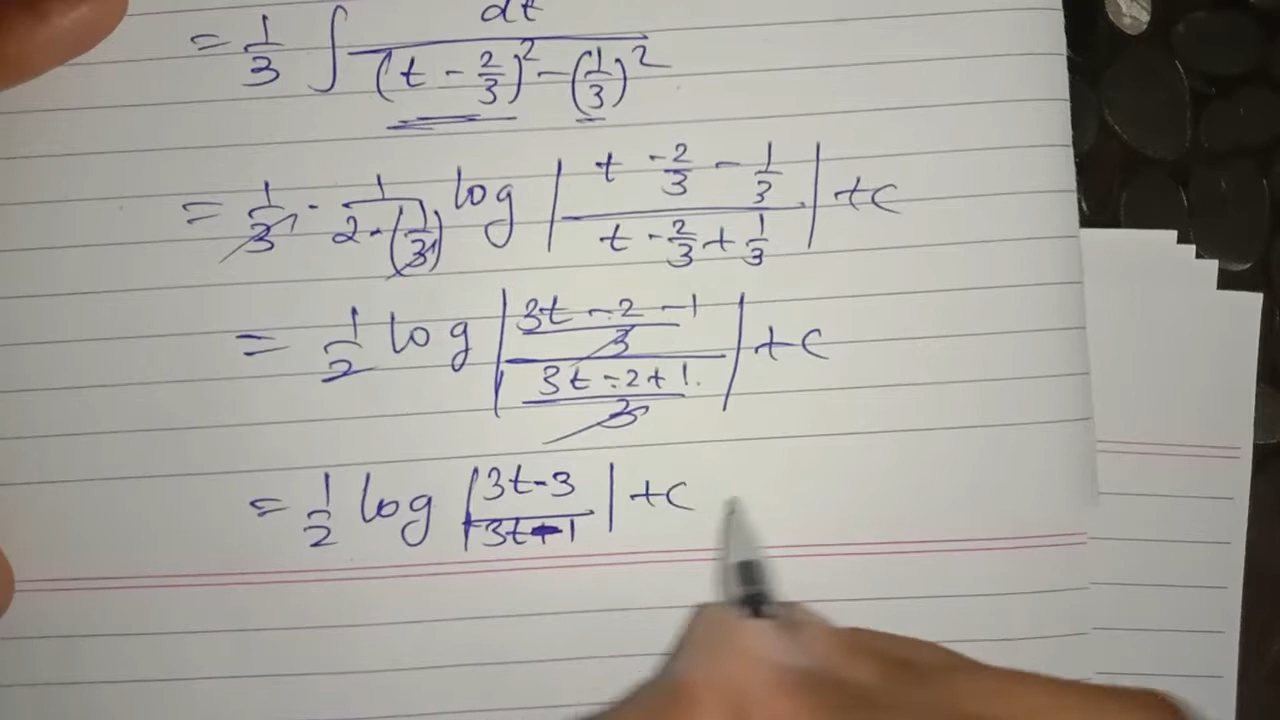 = 1/3 ∫ dt / ((t - 2/3)² - (1/3)²)
= 1/3 · 1/(2·(1/3)) log |(t - 2/3 - 1/3)/(t - 2/3 + 1/3)| + c
= 1/2 log |((3t - 2 - 1)/3)/((3t - 2 + 1)/3)| + c
= 1/2 log |(3t - 3)/(3t - 1)| + c